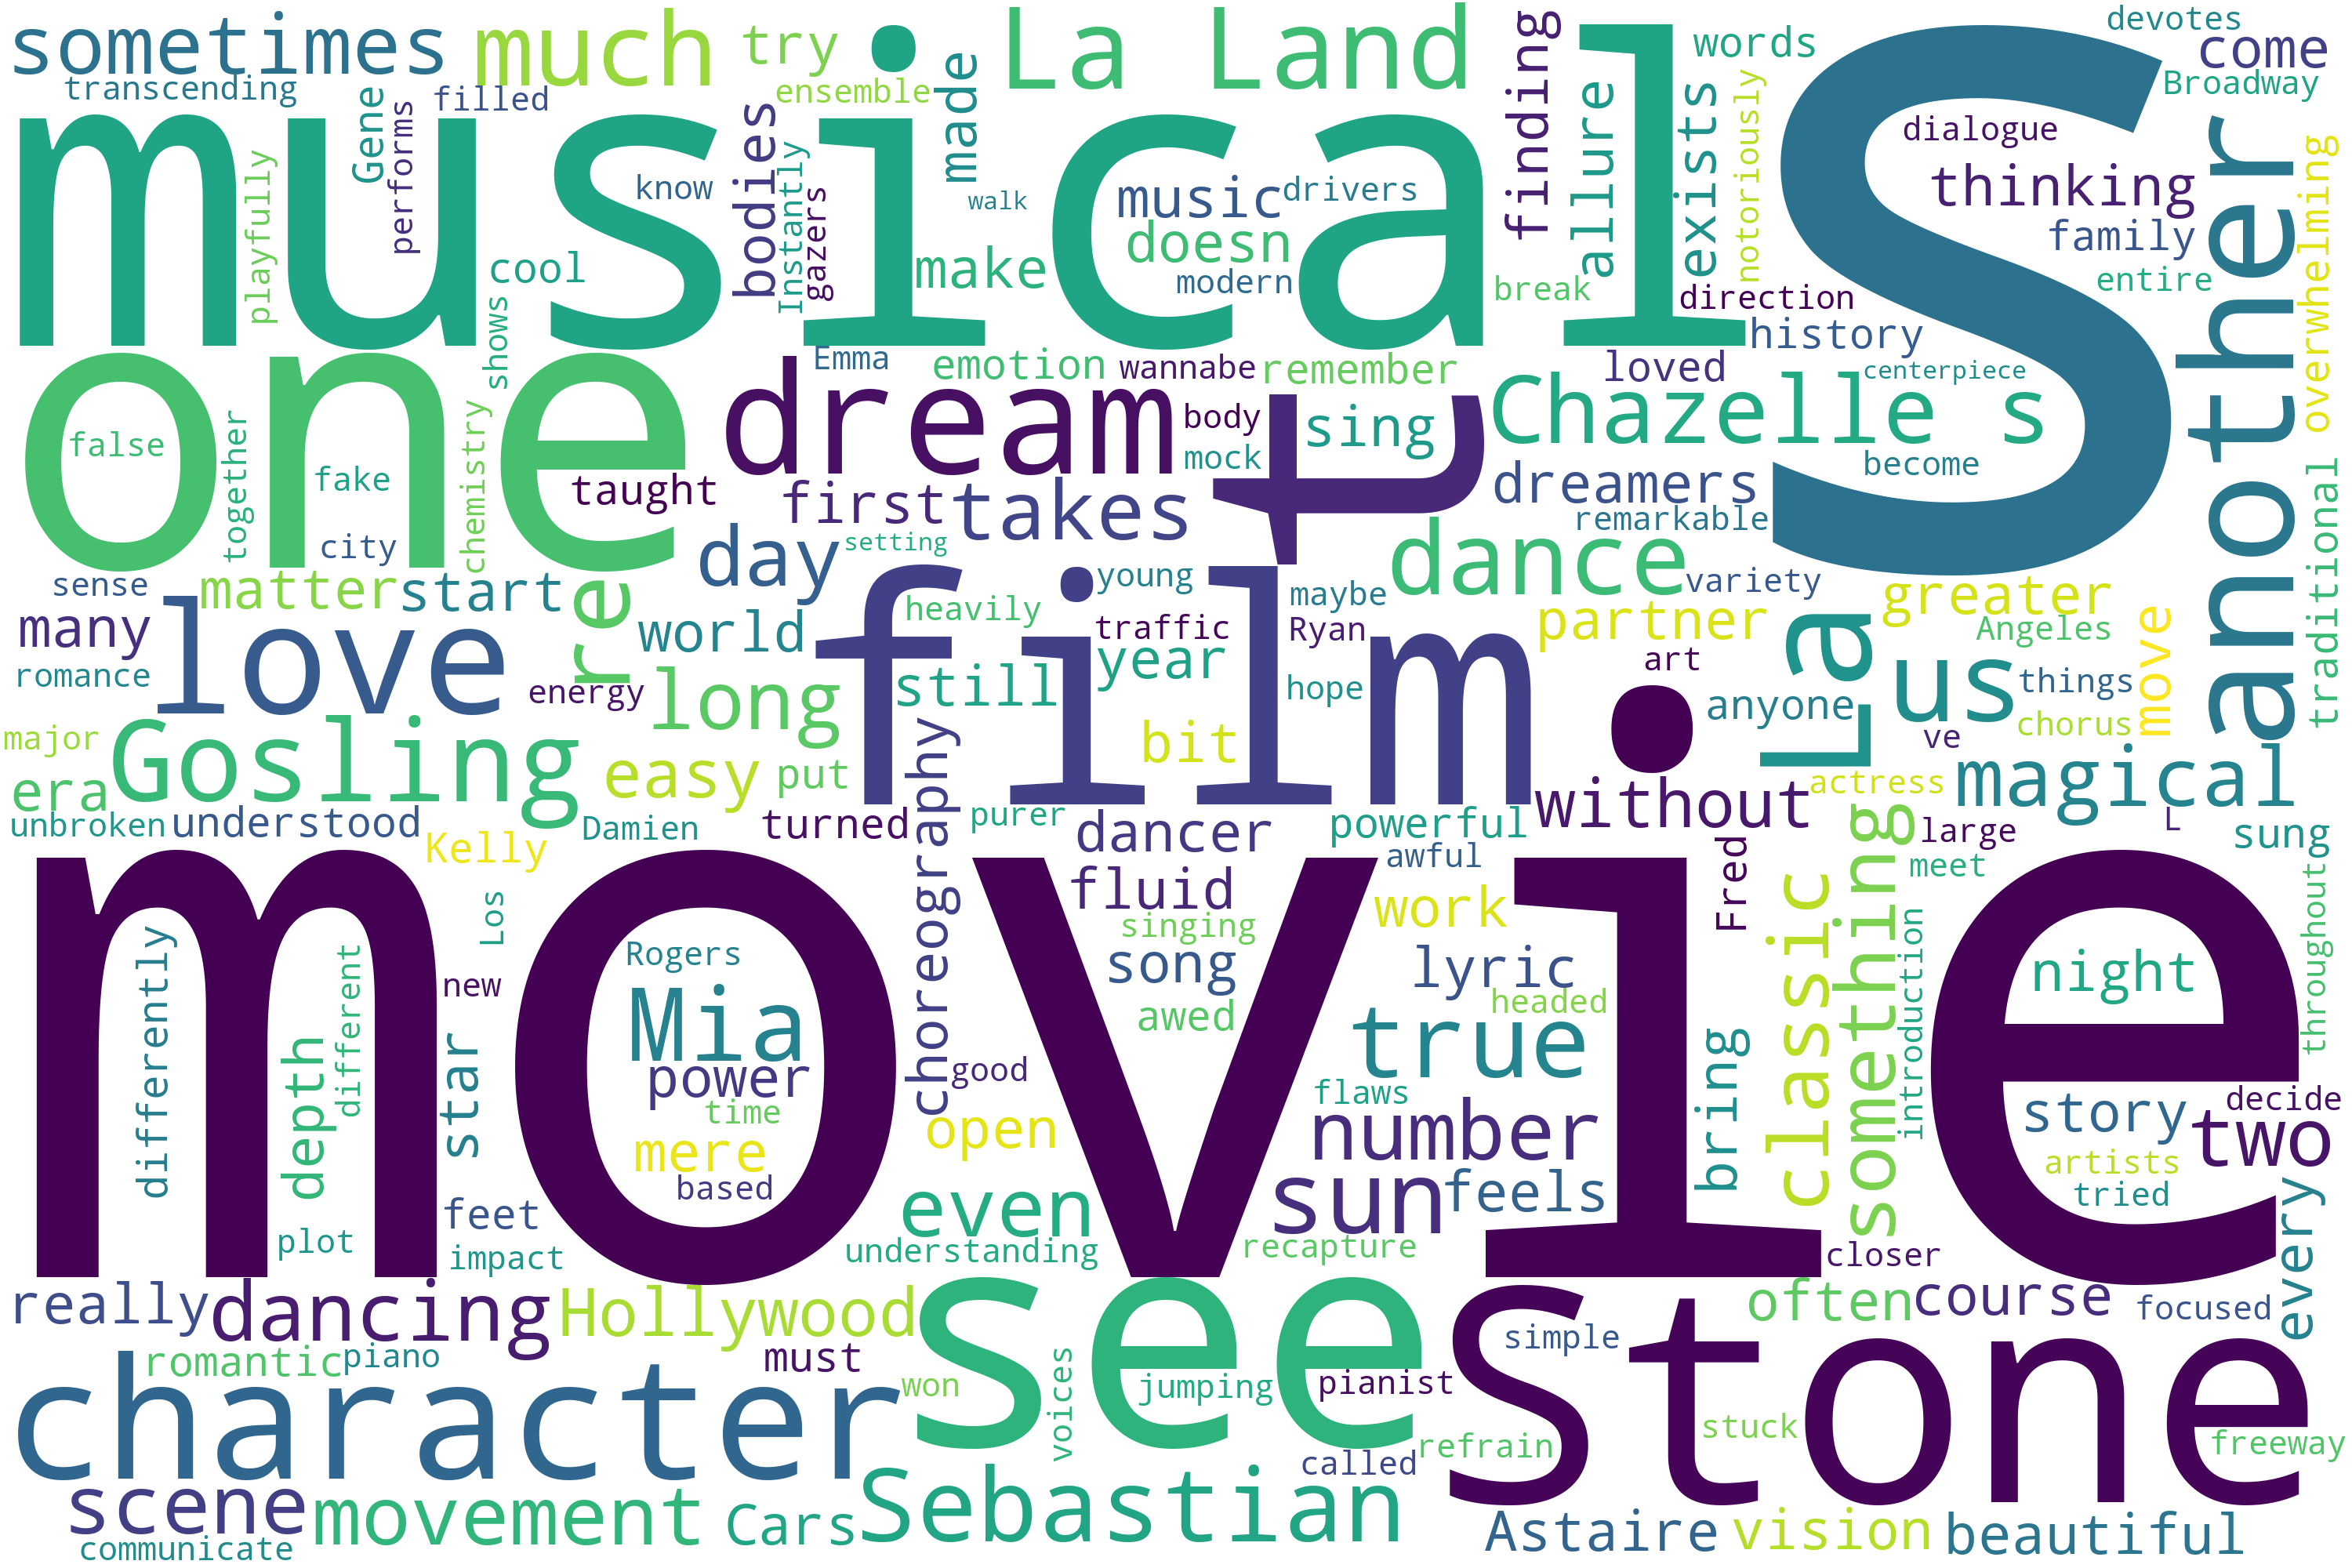 sometimes
much
try
La Land
words
devotes
come
transcending
filled
ensemble
made
finding
allure
exists
notoriously
Broadway
Gene
performs
bodies
Instantly
gazers
musical
S
dialogue
another
overwhelming
playfully
know
walk
music
drivers
thinking
cool
doesn
make
modern
break
direction
family
entire
shows
history
one
Emma
emotion
wannabe
remember
loved
centerpiece
false
together
fake
chemistry
taught
dream
body
mock
t
sing
Chazelle s
become
city
first
takes
dreamers
remarkable
traditional
day
setting
dance
sense
matter
start
re
world
heavily
film
young
maybe
variety
greater
many
love
traffic
Ryan
partner
Angeles
romance
energy
long
still
year
hope
art
anyone
La
us
things
move
major
Gosling
choreography
bit
ve
chorus
era
easy
put
without
actress
magical
unbroken
understood
Damien
turned
purer
dancer
powerful
something
large
L
sung
Kelly
awful
Fred
meet
movie
Los
fluid
work
classic
introduction
throughout
differently
different
Rogers
singing
song
lyric
night
new
Mia
awed
headed
depth
star
power
good
true
time
flaws
bring
story
decide
mere
open
number
two
based
artists
feet
even
sun
feels
tried
every
plot
impact
understanding
recapture
closer
really
dancing
Hollywood
see
often
course
focused
romantic
piano
must
Stone
simple
character
won
voices
jumping
pianist
stuck
refrain
freeway
scene
movement
Cars
Sebastian
called
Astaire
vision
beautiful
communicate